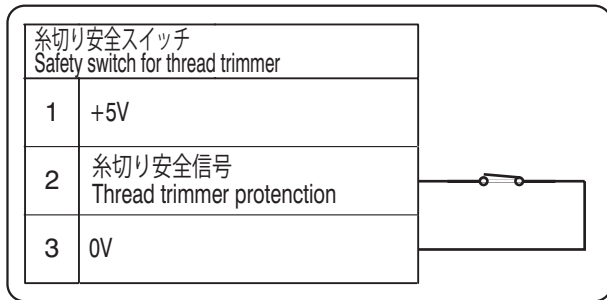 糸切り安全スイッチ
Safety switch for thread trimmer
1 +5V
2 糸切り安全信号
Thread trimmer protenction
3 0V